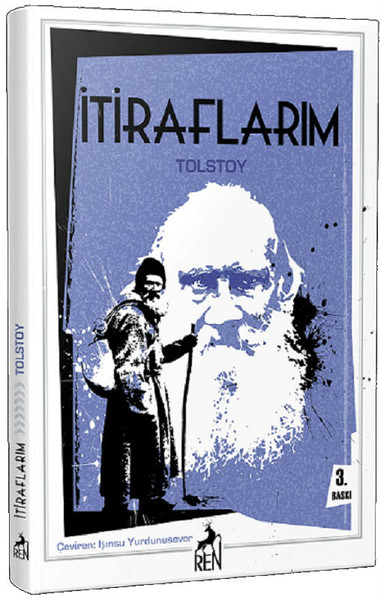 İTİRAFLARIM
TOLSTOY
3.
BASKI
Çeviren: Işınsu Yurdunusever
REN
İTİRAFLARIM >>>>>>> TOLSTOY
REN